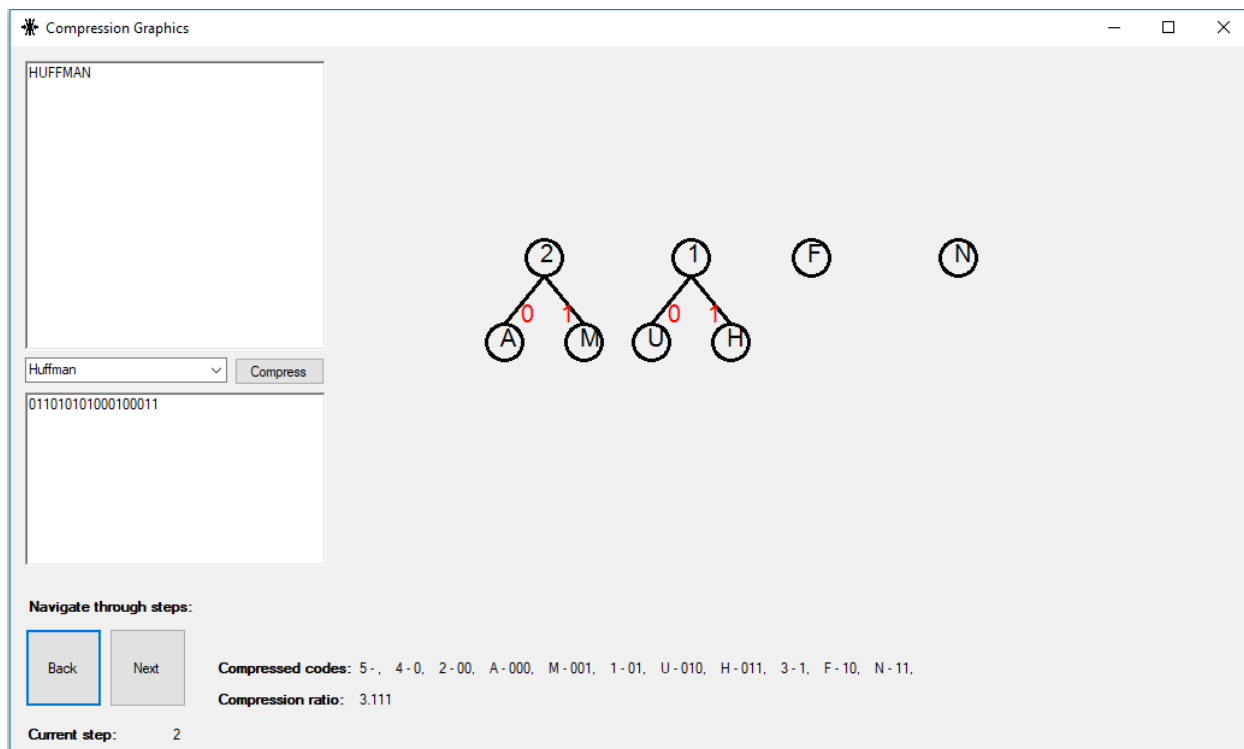 Compression Graphics
HUFFMAN
2 1 F N
0 1 0 1
A M U H
Huffman Compress
011010101000100011
Navigate through steps:
Back Next
Compressed codes: 5 - , 4 - 0, 2 - 00, A - 000, M - 001, 1 - 01, U - 010, H - 011, 3 - 1, F - 10, N - 11,
Compression ratio: 3.111
Current step: 2